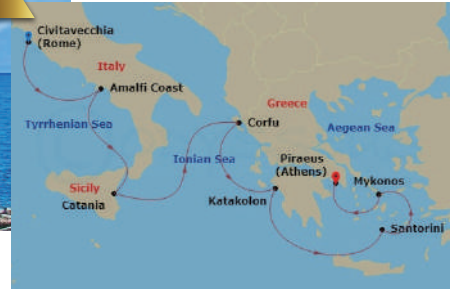 Civitavecchia
(Rome)
Italy
Amalfi Coast
Tyrrhenian Sea
Greece
Corfu
Aegean Sea
Ionian Sea
Piraeus
(Athens)
Mykonos
Sicily
Catania
Katakolon
Santorini